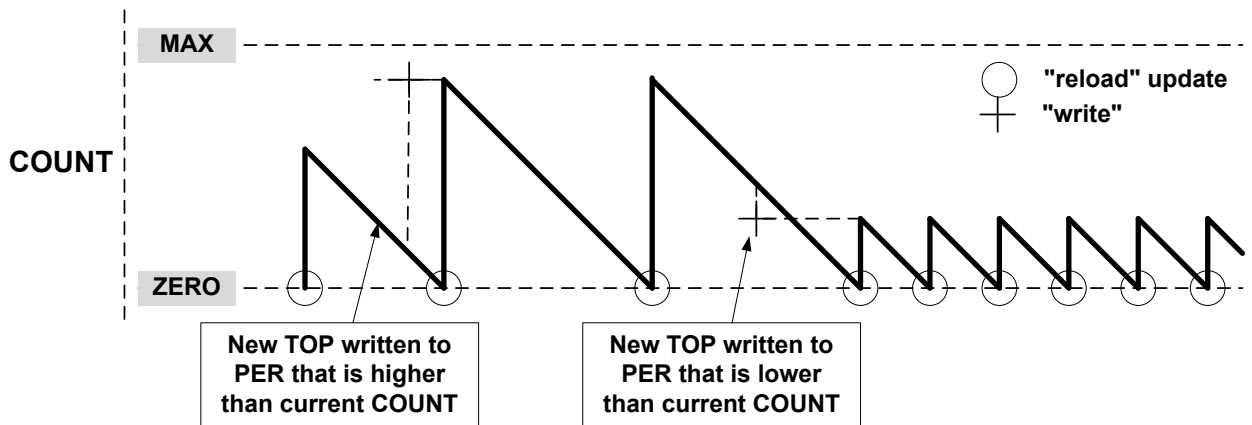 MAX
"reload" update
"write"
COUNT
ZERO
New TOP written to
PER that is higher
than current COUNT
New TOP written to
PER that is lower
than current COUNT